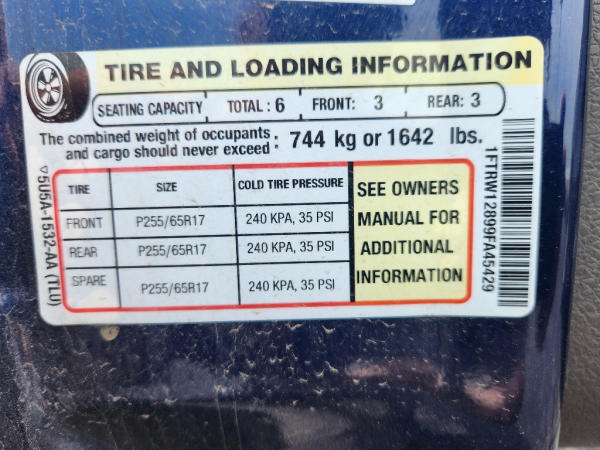 TIRE AND LOADING INFORMATION
SEATING CAPACITY TOTAL : 6 FRONT: 3 REAR: 3
The combined weight of occupants : 744 kg or 1642 lbs.
and cargo should never exceed :
TIRE SIZE COLD TIRE PRESSURE
FRONT P255/65R17 240 KPA, 35 PSI
REAR P255/65R17 240 KPA, 35 PSI
SPARE P255/65R17 240 KPA, 35 PSI
SEE OWNERS
MANUAL FOR
ADDITIONAL
INFORMATION
▽5U5A-1532-AA (TLU)
1FTRW12899FA45429